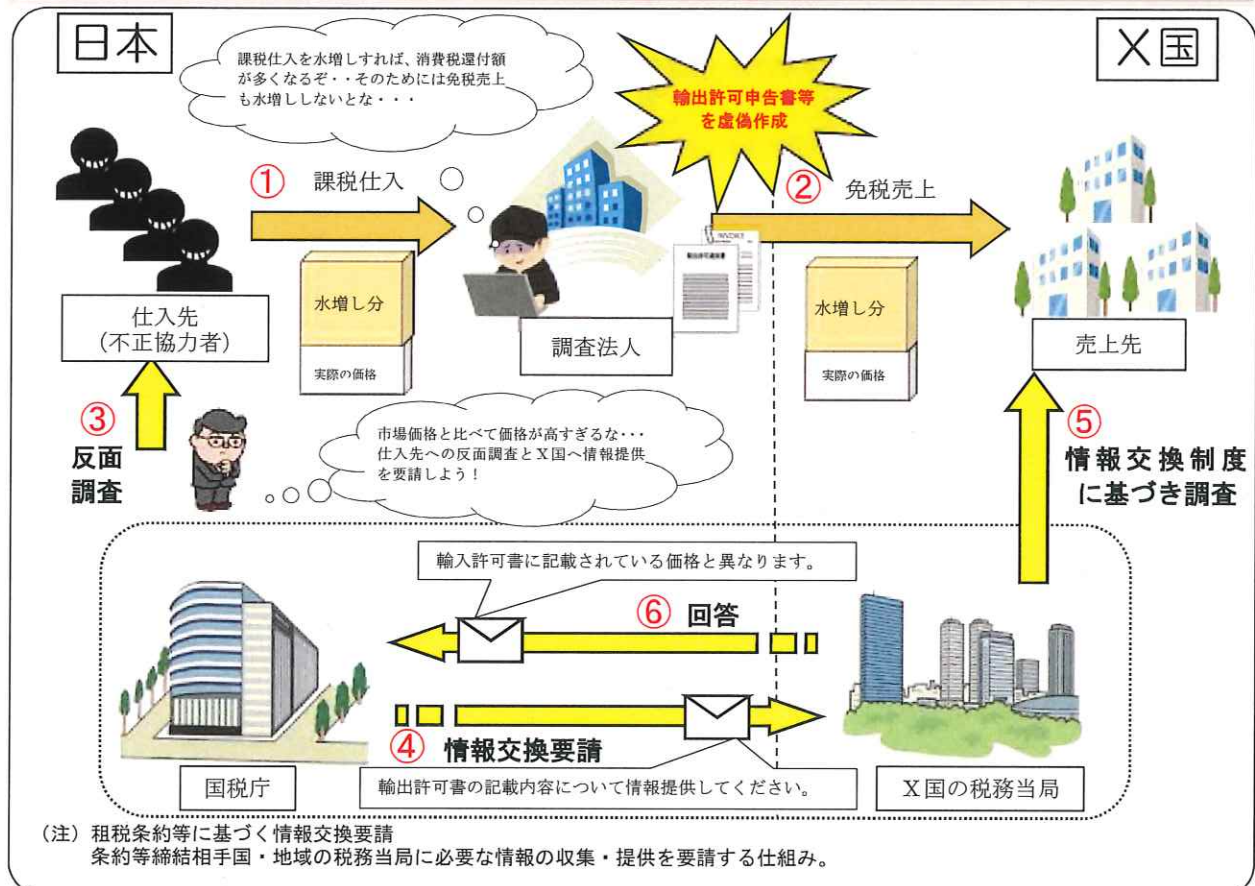 日本
X国
課税仕入を水増しすれば、消費税還付額
が多くなるぞ・・そのためには免税売上
も水増ししないとな・・・
輸出許可申告書等
を虚偽作成
① 課税仕入
② 免税売上
INVOICE
輸出許可通知書
水増し分
実際の価格
水増し分
実際の価格
仕入先
(不正協力者)
調査法人
売上先
③
反面
調査
市場価格と比べて価格が高すぎるな・・・
仕入先への反面調査とX国へ情報提供
を要請しよう!
⑤
情報交換制度
に基づき調査
輸入許可書に記載されている価格と異なります。
⑥ 回答
④ 情報交換要請
国税庁
輸出許可書の記載内容について情報提供してください。
X国の税務当局
(注) 租税条約等に基づく情報交換要請
条約等締結相手国・地域の税務当局に必要な情報の収集・提供を要請する仕組み。